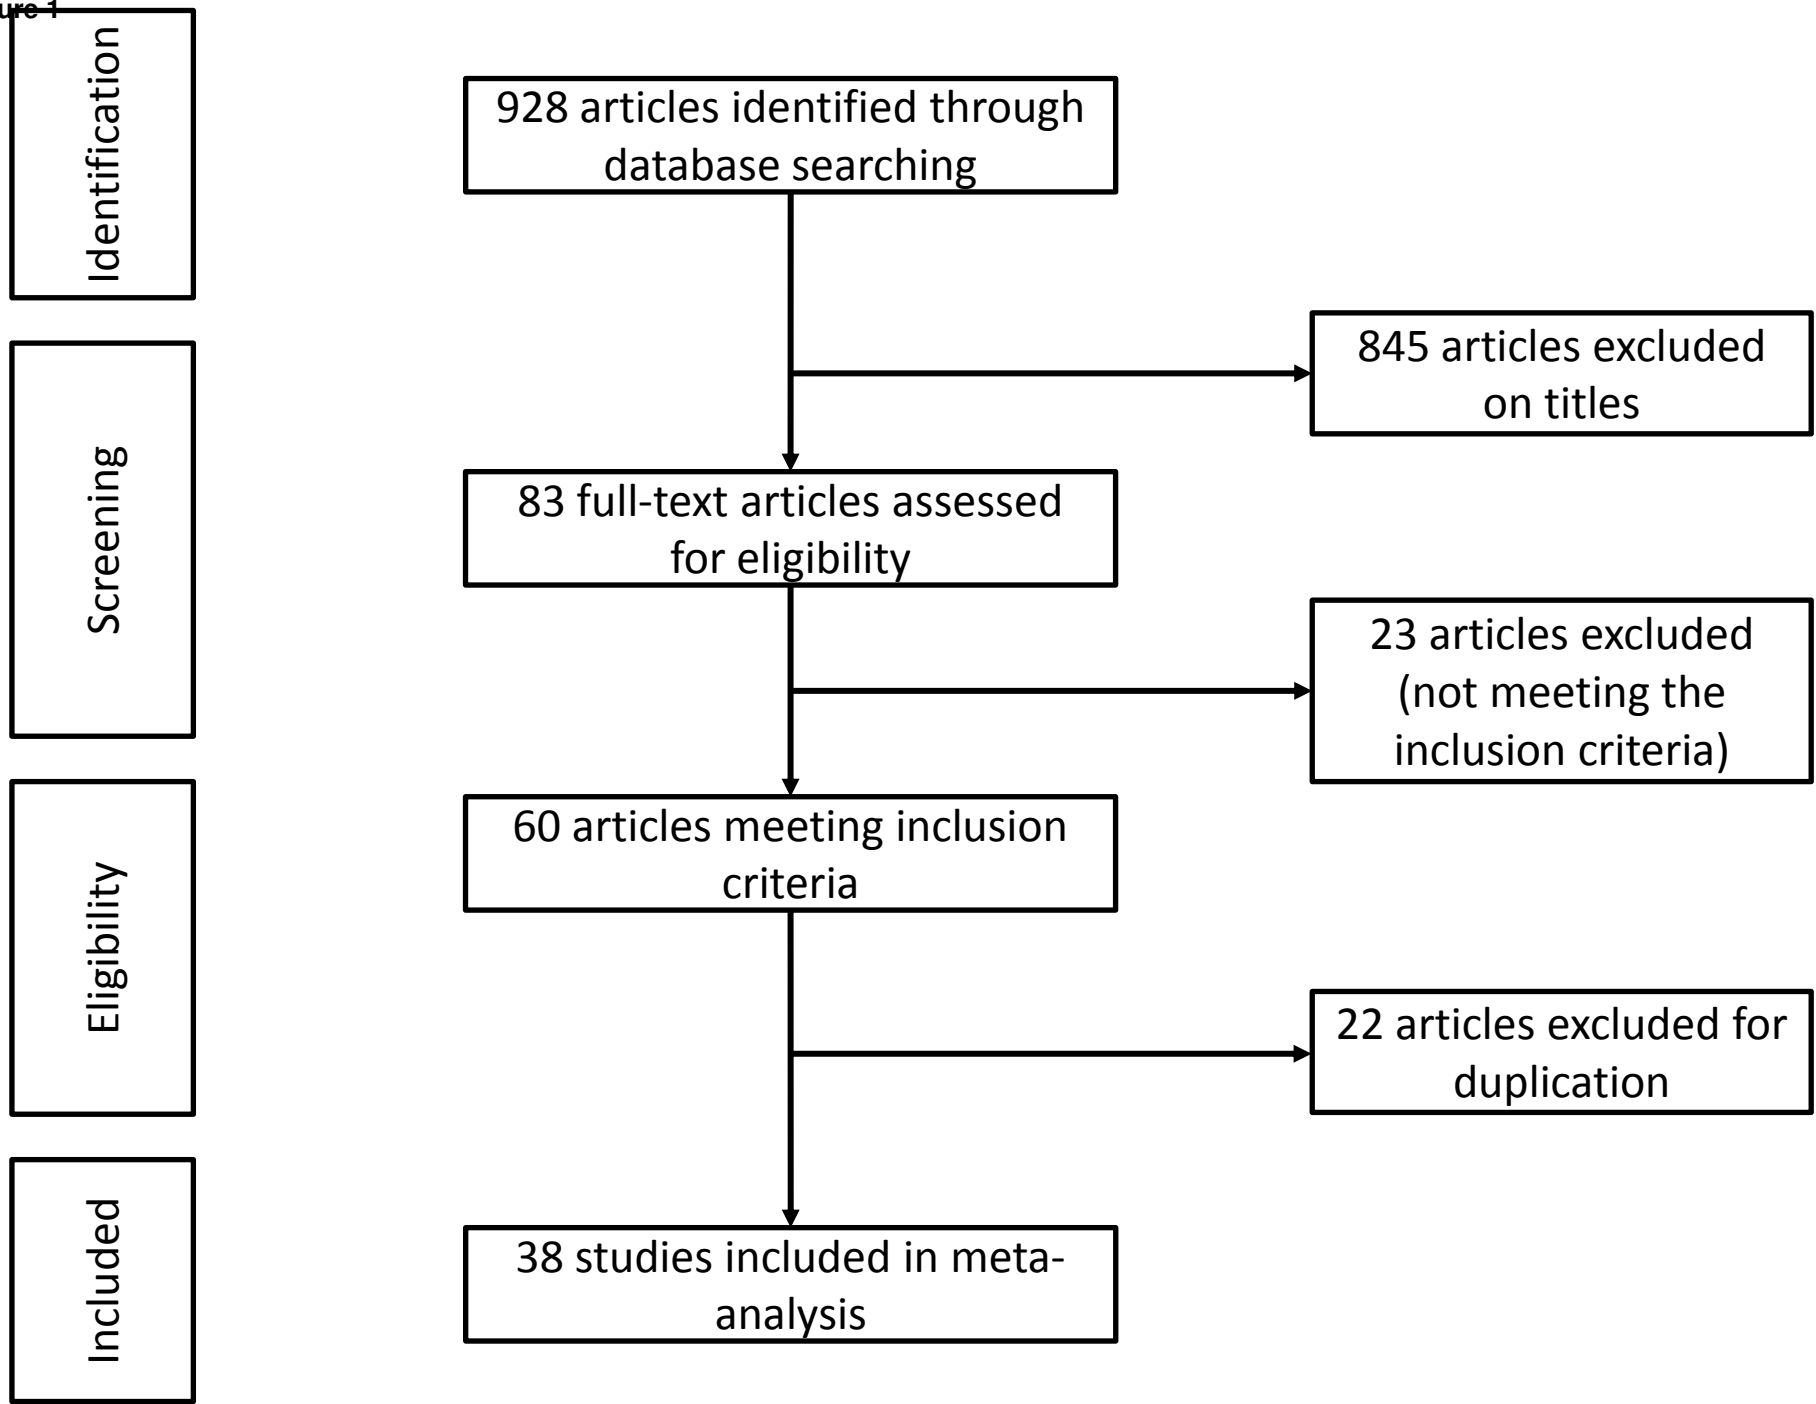 Identification
928 articles identified through
database searching
845 articles excluded
on titles
Screening
83 full-text articles assessed
for eligibility
23 articles excluded
(not meeting the
inclusion criteria)
60 articles meeting inclusion
criteria
Eligibility
22 articles excluded for
duplication
Included
38 studies included in meta-
analysis